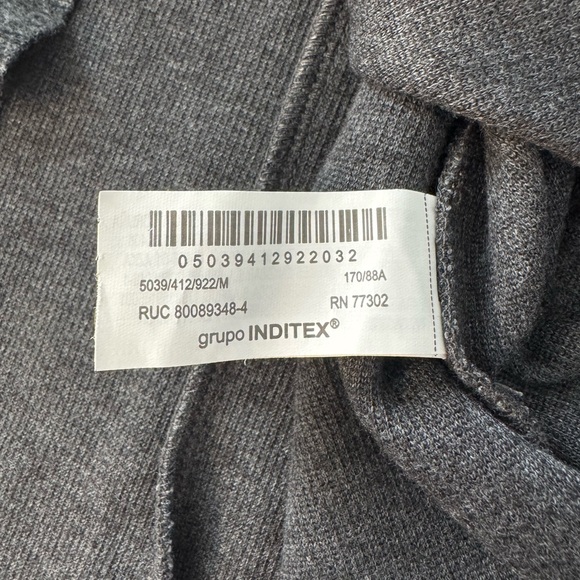 05039412922032
5039/412/922/M 170/88A
RUC 80089348-4 RN 77302
grupo INDITEX®